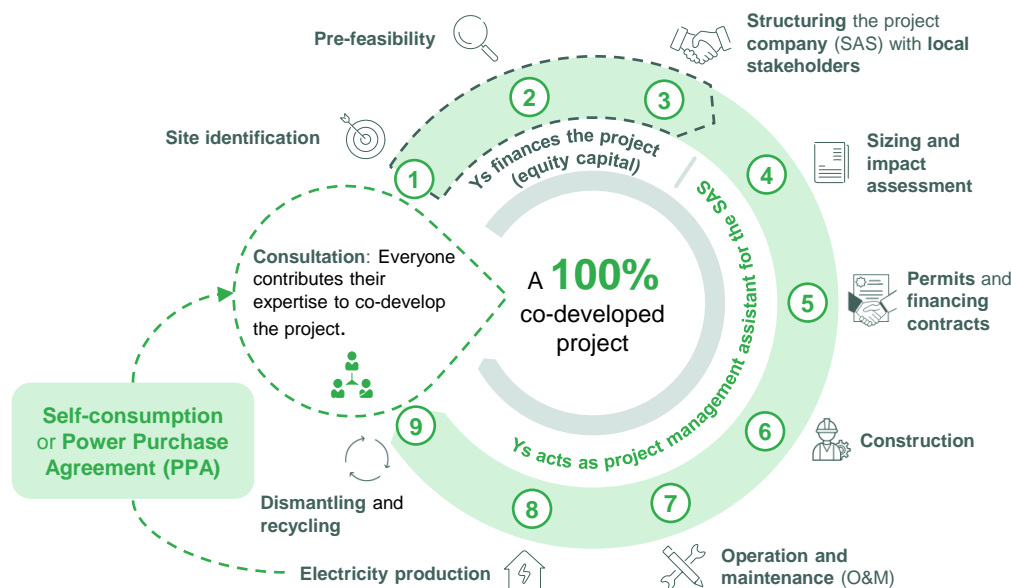 Pre-feasibility
2
3
Structuring the project
company (SAS) with local
stakeholders
Site identification
1
Ys finances the project
(equity capital)
4
Sizing and
impact
assessment
Consultation: Everyone
contributes their
expertise to co-develop
the project.
A 100%
co-developed
project
Ys acts as project management assistant for the SAS
5
Permits and
financing
contracts
Self-consumption
or Power Purchase
Agreement (PPA)
6
Construction
9
Dismantling and
recycling
8
7
Electricity production
Operation and
maintenance (O&M)